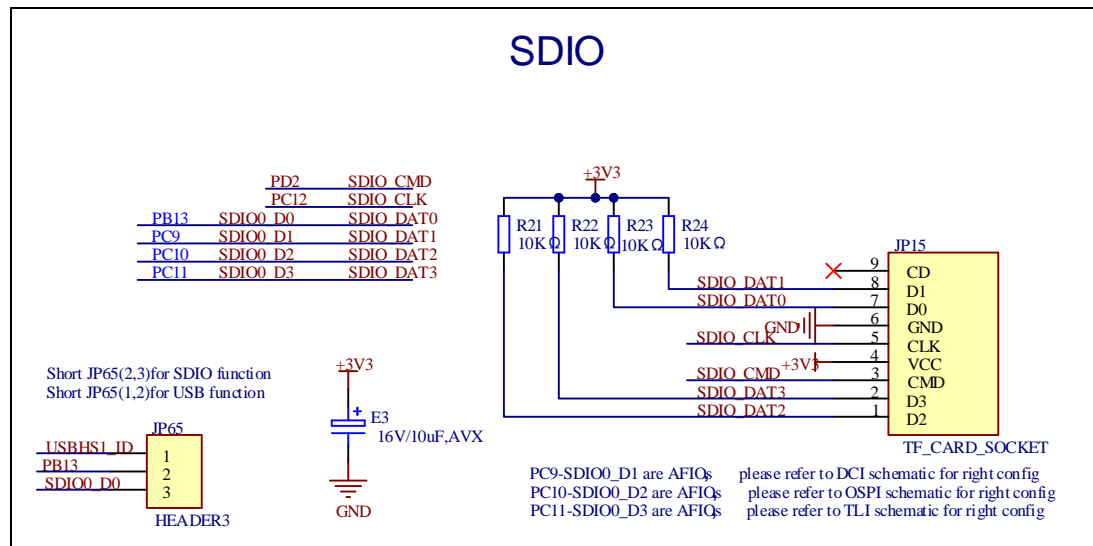 SDIO
PD2 SDIO_CMD
PC12 SDIO_CLK
PB13 SDIO0_D0 SDIO_DAT0
PC9 SDIO0_D1 SDIO_DAT1
PC10 SDIO0_D2 SDIO_DAT2
PC11 SDIO0_D3 SDIO_DAT3
+3V3
R21 R22 R23 R24
10KΩ 10KΩ 10KΩ 10KΩ
JP15
9 CD
SDIO_DAT1 8 D1
SDIO_DAT0 7 D0
GND 6 GND
SDIO_CLK 5 CLK
+3V3 4 VCC
SDIO_CMD 3 CMD
SDIO_DAT3 2 D3
SDIO_DAT2 1 D2
TF_CARD_SOCKET
Short JP65(2,3)for SDIO function
Short JP65(1,2)for USB function
JP65
USBHS1_ID 1
PB13 2
SDIO0_D0 3
HEADER3
+3V3
E3
16V/10uF,AVX
GND
PC9-SDIO0_D1 are AFIOs, please refer to DCI schematic for right config
PC10-SDIO0_D2 are AFIOs, please refer to OSPI schematic for right config
PC11-SDIO0_D3 are AFIOs, please refer to TLI schematic for right config